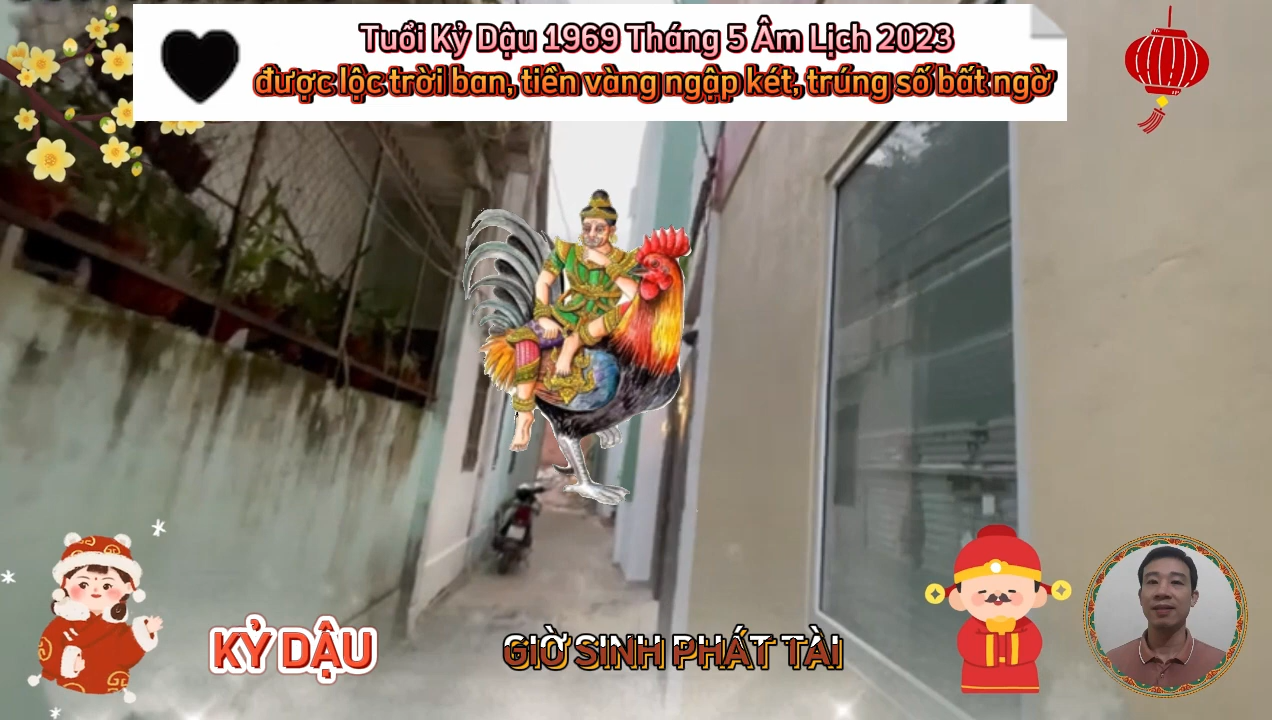 Tuổi Kỷ Dậu 1969 Tháng 5 Âm Lịch 2023
được lộc trời ban, tiền vàng ngập két, trúng số bất ngờ
KỶ DẬU
GIỜ SINH PHÁT TÀI